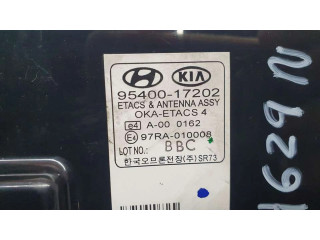 HYUNDAI KIA
95400-17202
ETACS & ANTENNA ASSY
OKA-ETACS 4
e4 A-00 0162
E4 97RA-010008
LOT NO: BBC
한국오므론전장(주) SR73
1629N